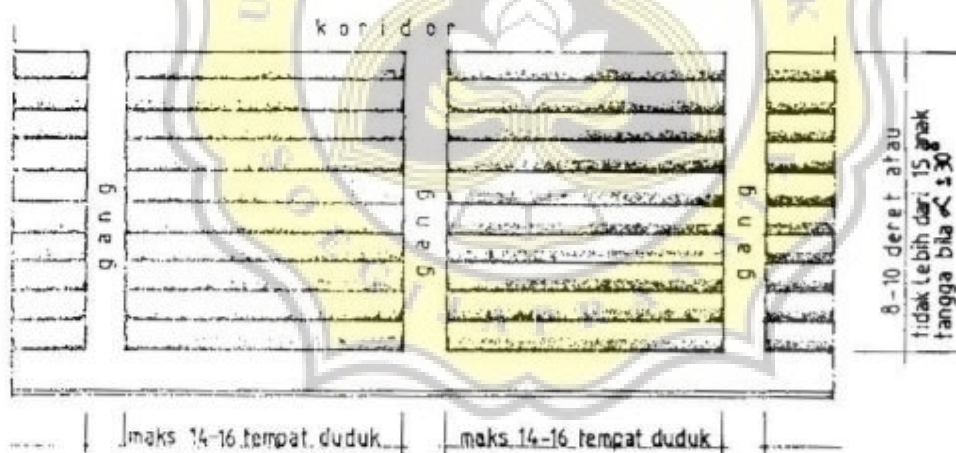 koridor
gang
gang
gang
8-10 deret atau
tidak lebih dari 15 anak
tangga bila ∝ ± 30°
maks 14-16 tempat duduk
maks 14-16 tempat duduk